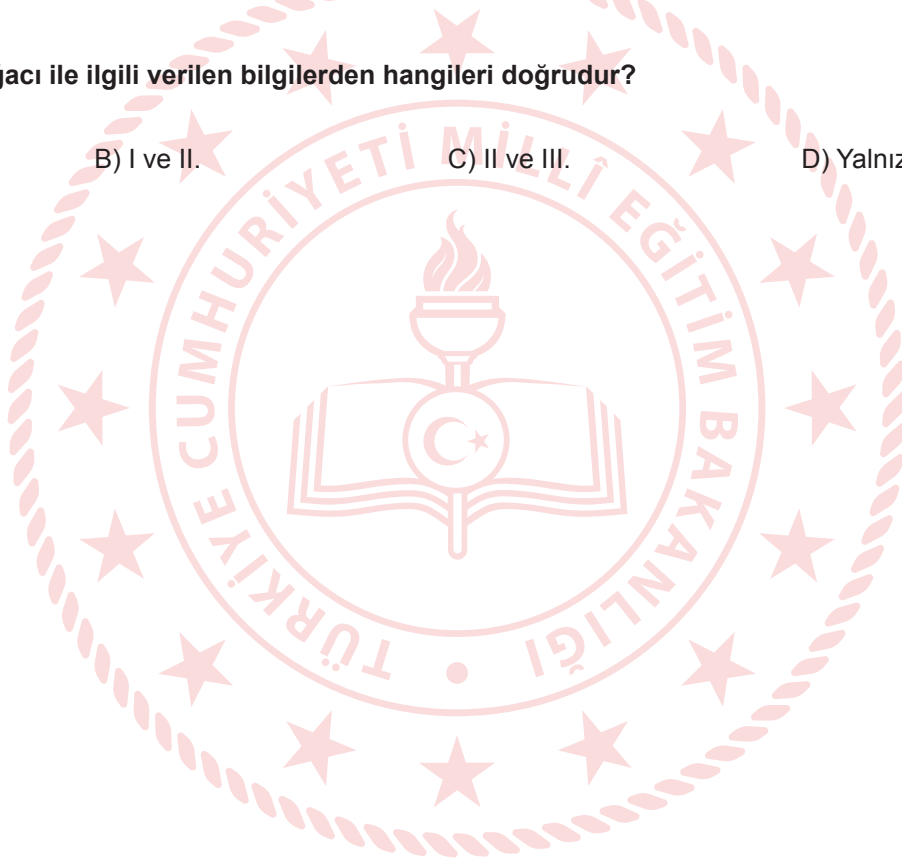 ğacı ile ilgili verilen bilgilerden hangileri doğrudur?
B) I ve II. C) II ve III. D) Yalnız
TÜRKİYE CUMHURİYETİ MİLLÎ EĞİTİM BAKANLIĞI